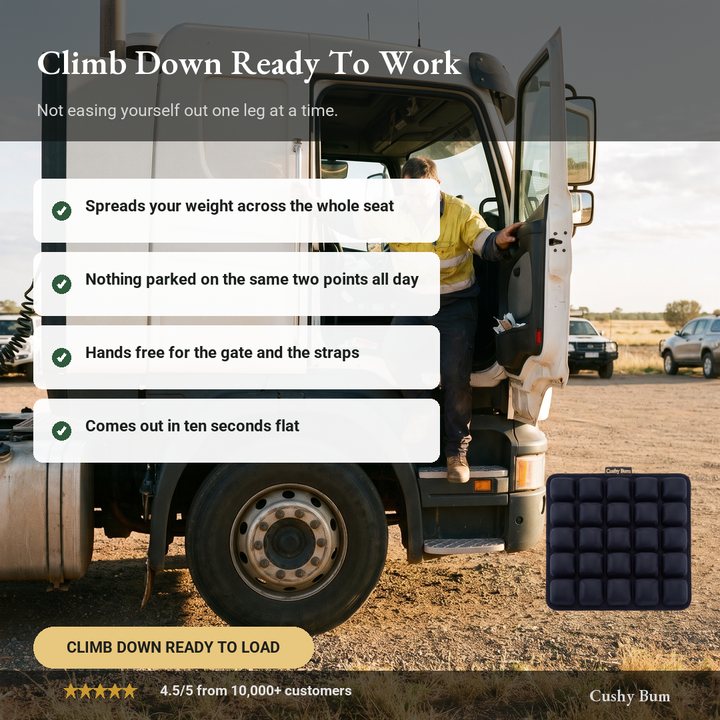 Climb Down Ready To Work
Not easing yourself out one leg at a time.
Spreads your weight across the whole seat
Nothing parked on the same two points all day
Hands free for the gate and the straps
Comes out in ten seconds flat
Cushy Bum
CLIMB DOWN READY TO LOAD
4.5/5 from 10,000+ customers
Cushy Bum